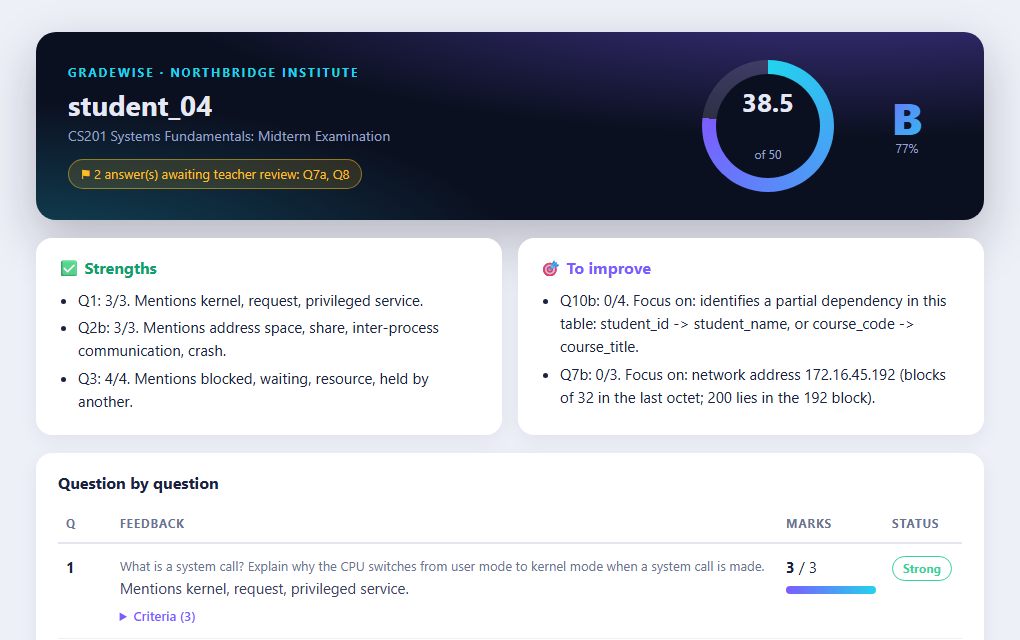 GRADEWISE · NORTHBRIDGE INSTITUTE
student_04
CS201 Systems Fundamentals: Midterm Examination
2 answer(s) awaiting teacher review: Q7a, Q8
38.5
of 50
B
77%
Strengths
Q1: 3/3. Mentions kernel, request, privileged service.
Q2b: 3/3. Mentions address space, share, inter-process
communication, crash.
Q3: 4/4. Mentions blocked, waiting, resource, held by
another.
To improve
Q10b: 0/4. Focus on: identifies a partial dependency in this
table: student_id -> student_name, or course_code ->
course_title.
Q7b: 0/3. Focus on: network address 172.16.45.192 (blocks
of 32 in the last octet; 200 lies in the 192 block).
Question by question
Q FEEDBACK MARKS STATUS
1 What is a system call? Explain why the CPU switches from user mode to kernel mode when a system call is made. 3 / 3 Strong
Mentions kernel, request, privileged service.
Criteria (3)